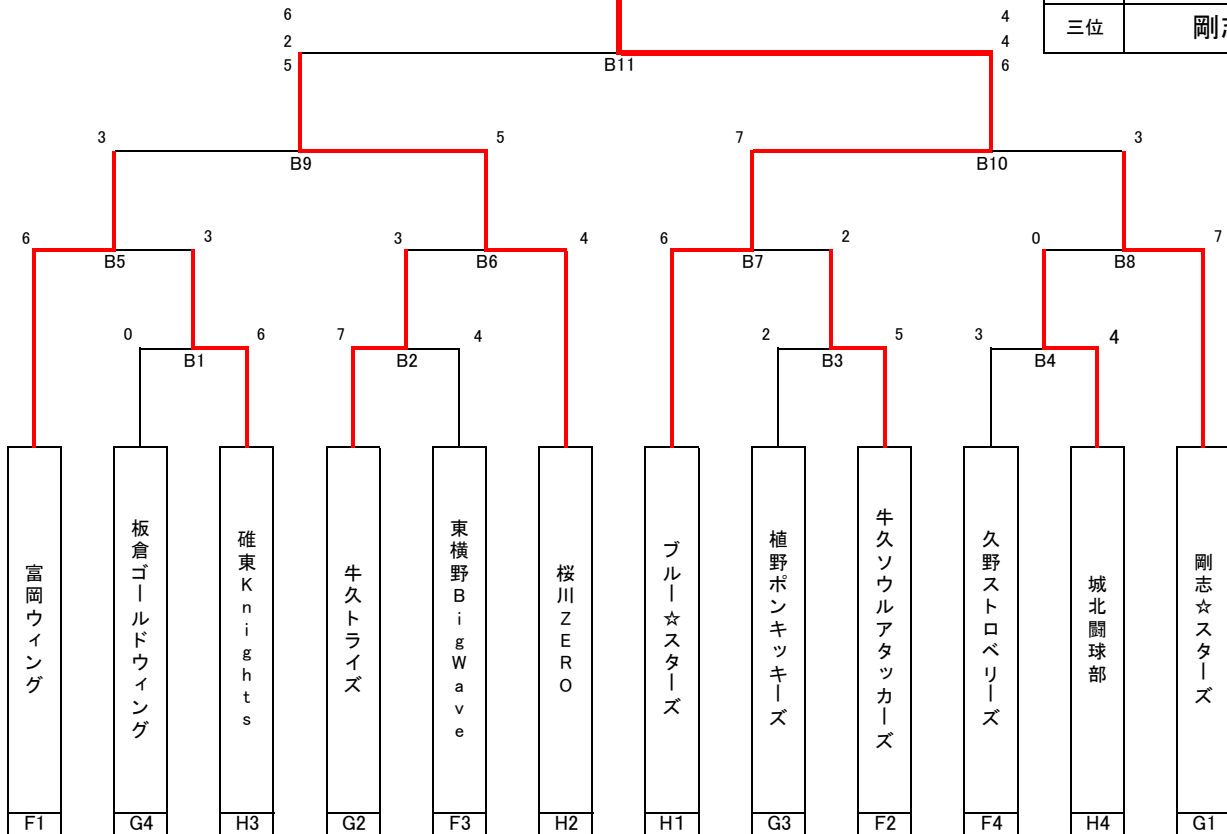 6 4
三位 剛
2 4
5 B11 6
3 5 7 3
B9 B10
6 3 3 4 6 2 0 7
B5 B6 B7 B8
0 6 7 4 2 5 3 4
B1 B2 B3 B4
富岡ウィング
板倉ゴールドウィング
碓東Knights
牛久トライズ
東横野BigWave
桜川ZERO
ブルー☆スターズ
植野ポンキッキーズ
牛久ソウルアタッカーズ
久野ストロベリーズ
城北闘球部
剛志☆スターズ
F1 G4 H3 G2 F3 H2 H1 G3 F2 F4 H4 G1